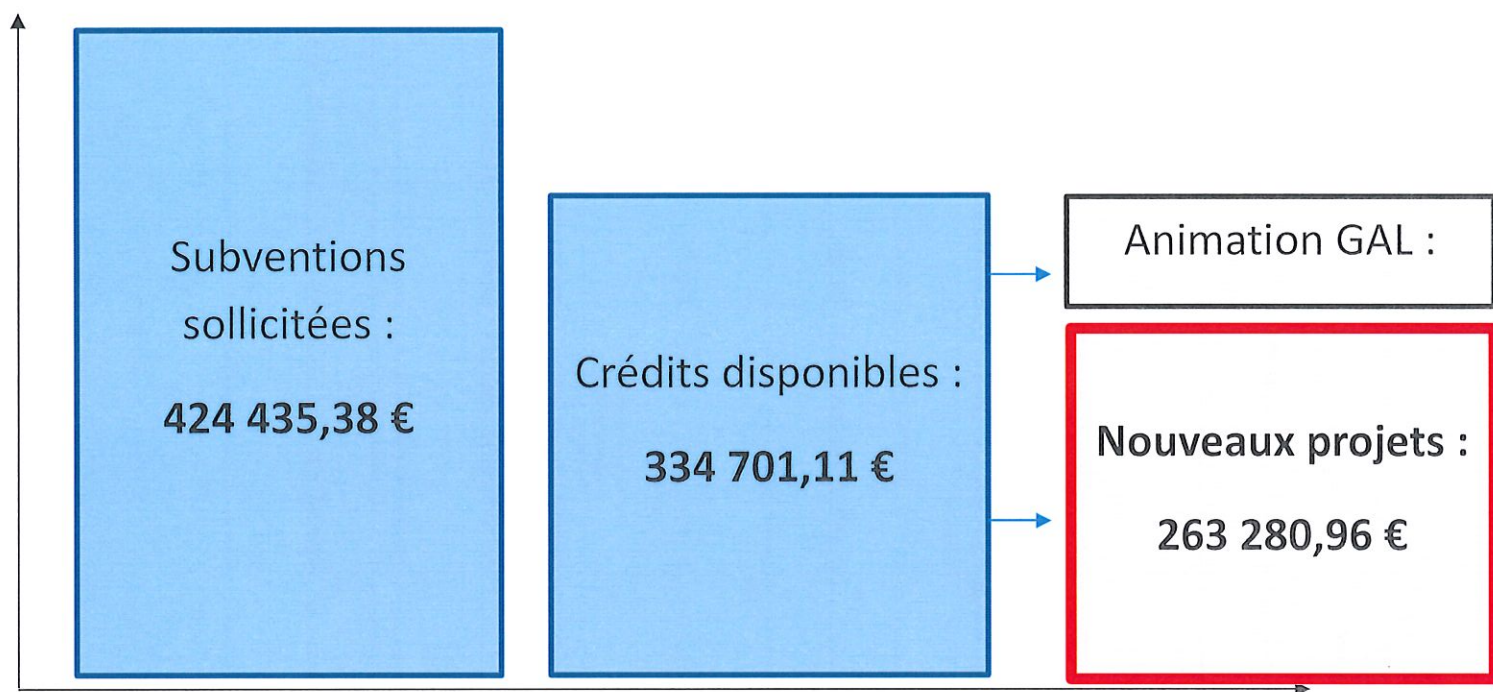 Subventions
sollicitées :
424 435,38 €
Crédits disponibles :
334 701,11 €
Animation GAL :
Nouveaux projets :
263 280,96 €